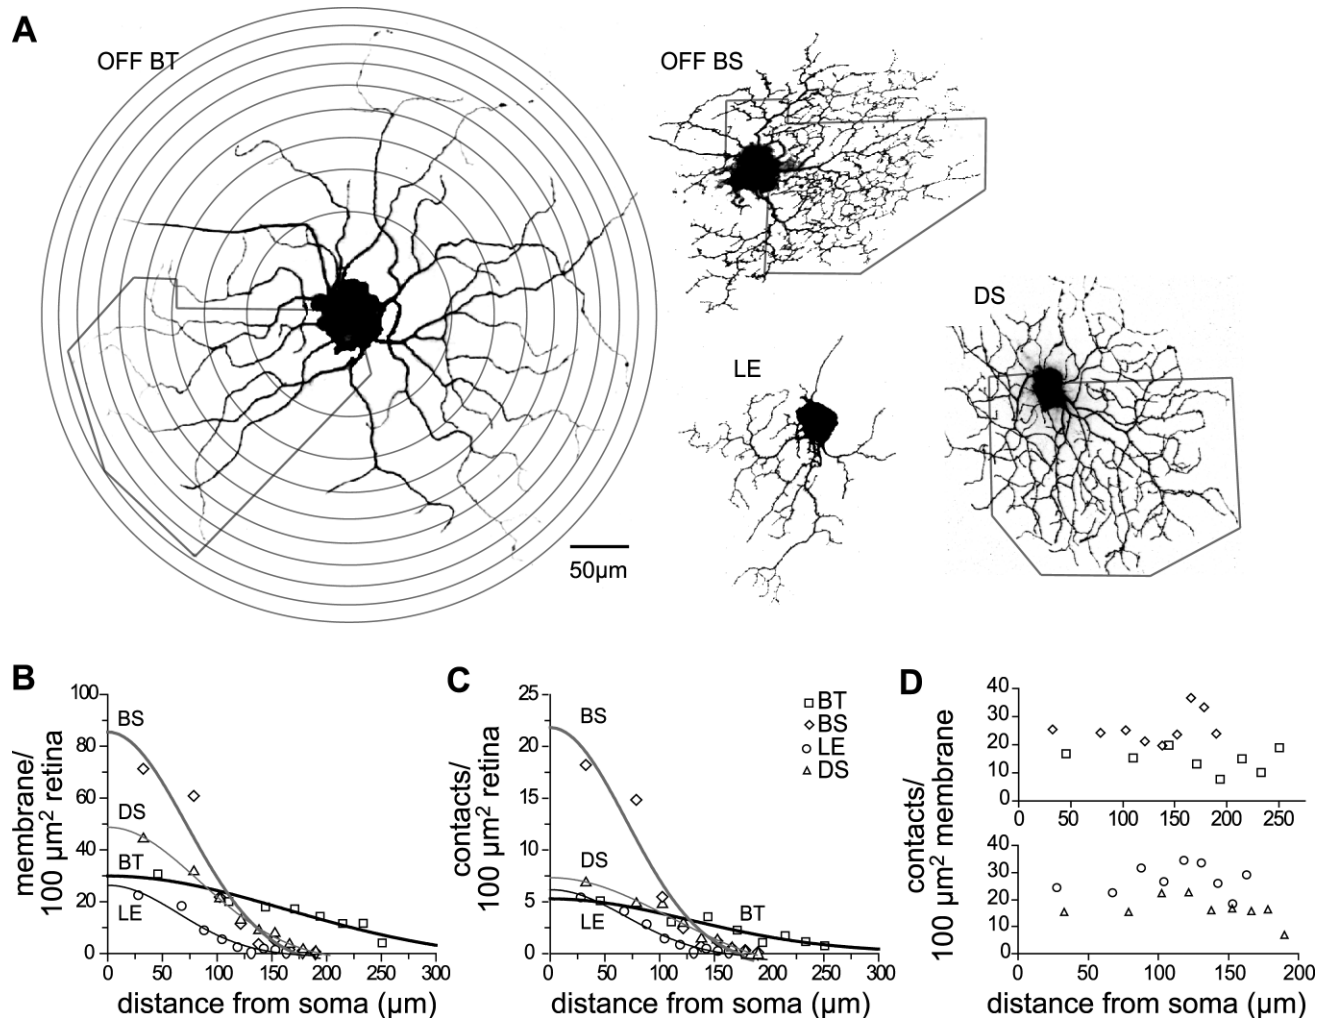 A
OFF BT
OFF BS
DS
LE
50μm
B
100
80
60
40
20
0
membrane/
100 μm² retina
BS
DS
BT
LE
0 50 100 150 200 250 300
distance from soma (μm)
C
25
20
15
10
5
0
contacts/
100 μm² retina
BS
DS
LE
BT
BT
BS
LE
DS
0 50 100 150 200 250 300
distance from soma (μm)
D
contacts/
100 μm² membrane
40
30
20
10
0
0 50 100 150 200 250
40
30
20
10
0
0 50 100 150 200
distance from soma (μm)